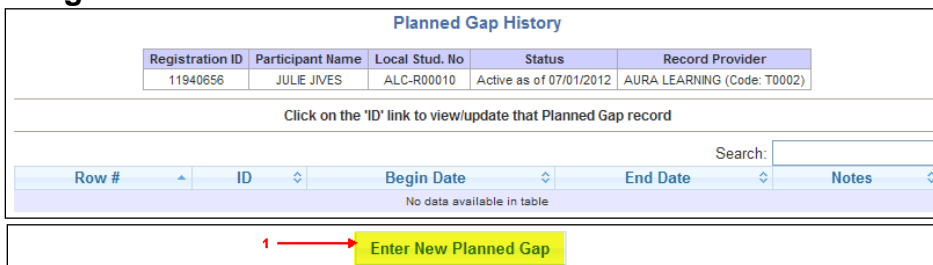 Planned Gap History
Registration ID Participant Name Local Stud. No Status Record Provider
11940656 JULIE JIVES ALC-R00010 Active as of 07/01/2012 AURA LEARNING (Code: T0002)
Click on the 'ID' link to view/update that Planned Gap record
Search:
Row # ID Begin Date End Date Notes
No data available in table
1 Enter New Planned Gap